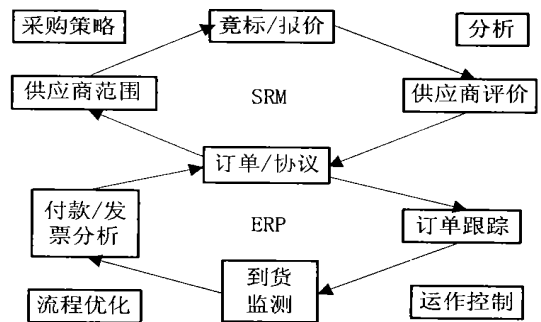 采购策略
竟标/报价
分析
供应商范围
SRM
供应商评价
订单/协议
付款/发
票分析
ERP
订单跟踪
到货
监测
流程优化
运作控制